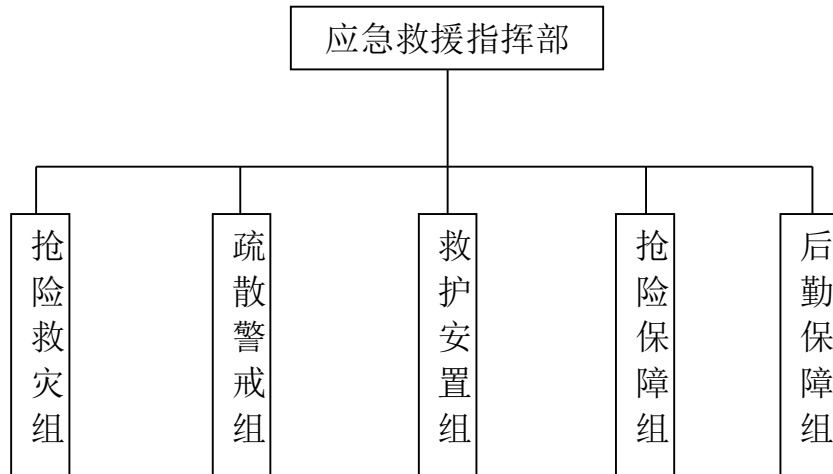 应急救援指挥部
抢险救灾组
疏散警戒组
救护安置组
抢险保障组
后勤保障组